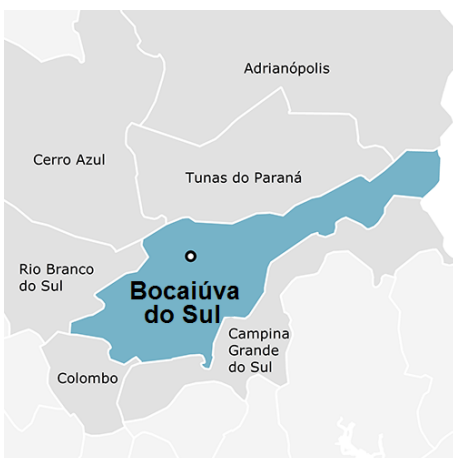 Adrianópolis
Cerro Azul
Tunas do Paraná
Rio Branco
do Sul
Bocaiúva
do Sul
Campina
Grande
do Sul
Colombo